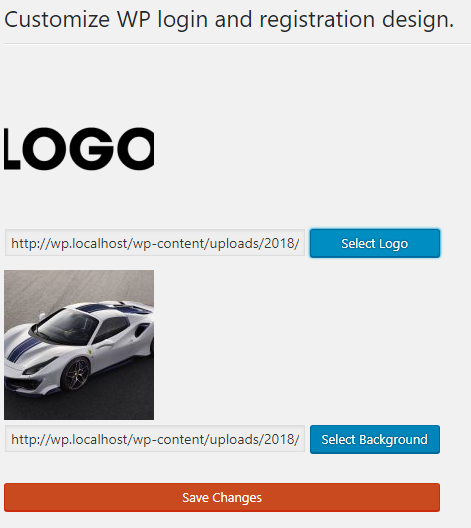 Customize WP login and registration design.
LOGO
http://wp.localhost/wp-content/uploads/2018/
Select Logo
http://wp.localhost/wp-content/uploads/2018/
Select Background
Save Changes